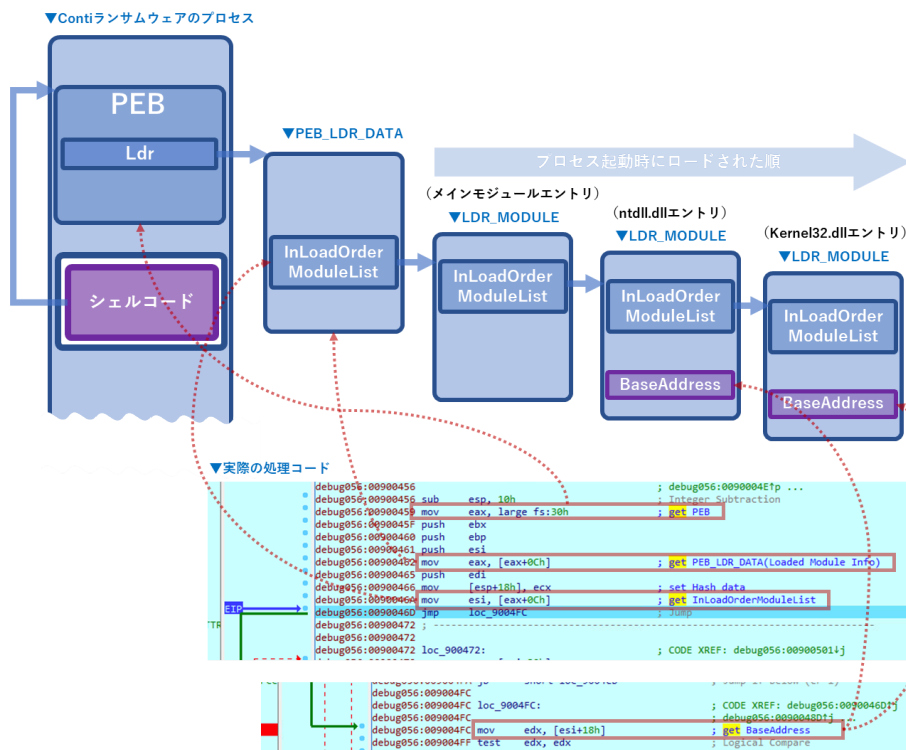 ▼Contiランサムウェアのプロセス
PEB
Ldr
シェルコード
▼PEB_LDR_DATA
InLoadOrder
ModuleList
プロセス起動時にロードされた順
(メインモジュールエントリ)
▼LDR_MODULE
InLoadOrder
ModuleList
(ntdll.dllエントリ)
▼LDR_MODULE
InLoadOrder
ModuleList
BaseAddress
(Kernel32.dllエントリ)
▼LDR_MODULE
InLoadOrder
ModuleList
BaseAddress
▼実際の処理コード
debug056:00900456 ; debug056:0090004E↑p ...
debug056:00900456 sub esp, 10h ; Integer Subtraction
debug056:00900459 mov eax, large fs:30h ; get PEB
debug056:0090045F push ebx
debug056:00900460 push ebp
debug056:00900461 push esi
debug056:00900462 mov eax, [eax+0Ch] ; get PEB_LDR_DATA(Loaded Module Info)
debug056:00900465 push edi
debug056:00900466 mov [esp+18h], ecx ; set Hash data
debug056:0090046A mov esi, [eax+0Ch] ; get InLoadOrderModuleList
EIP debug056:0090046D jmp loc_9004FC ; Jump
debug056:00900472 ;
debug056:00900472
debug056:00900472 loc_900472: ; CODE XREF: debug056:00900501↓j
debug056:009004FC
debug056:009004FC loc_9004FC: ; CODE XREF: debug056:0090046D↑j
debug056:009004FC ; debug056:0090048D↑j
debug056:009004FC mov edx, [esi+18h] ; get BaseAddress
debug056:009004FF test edx, edx ; Logical Compare